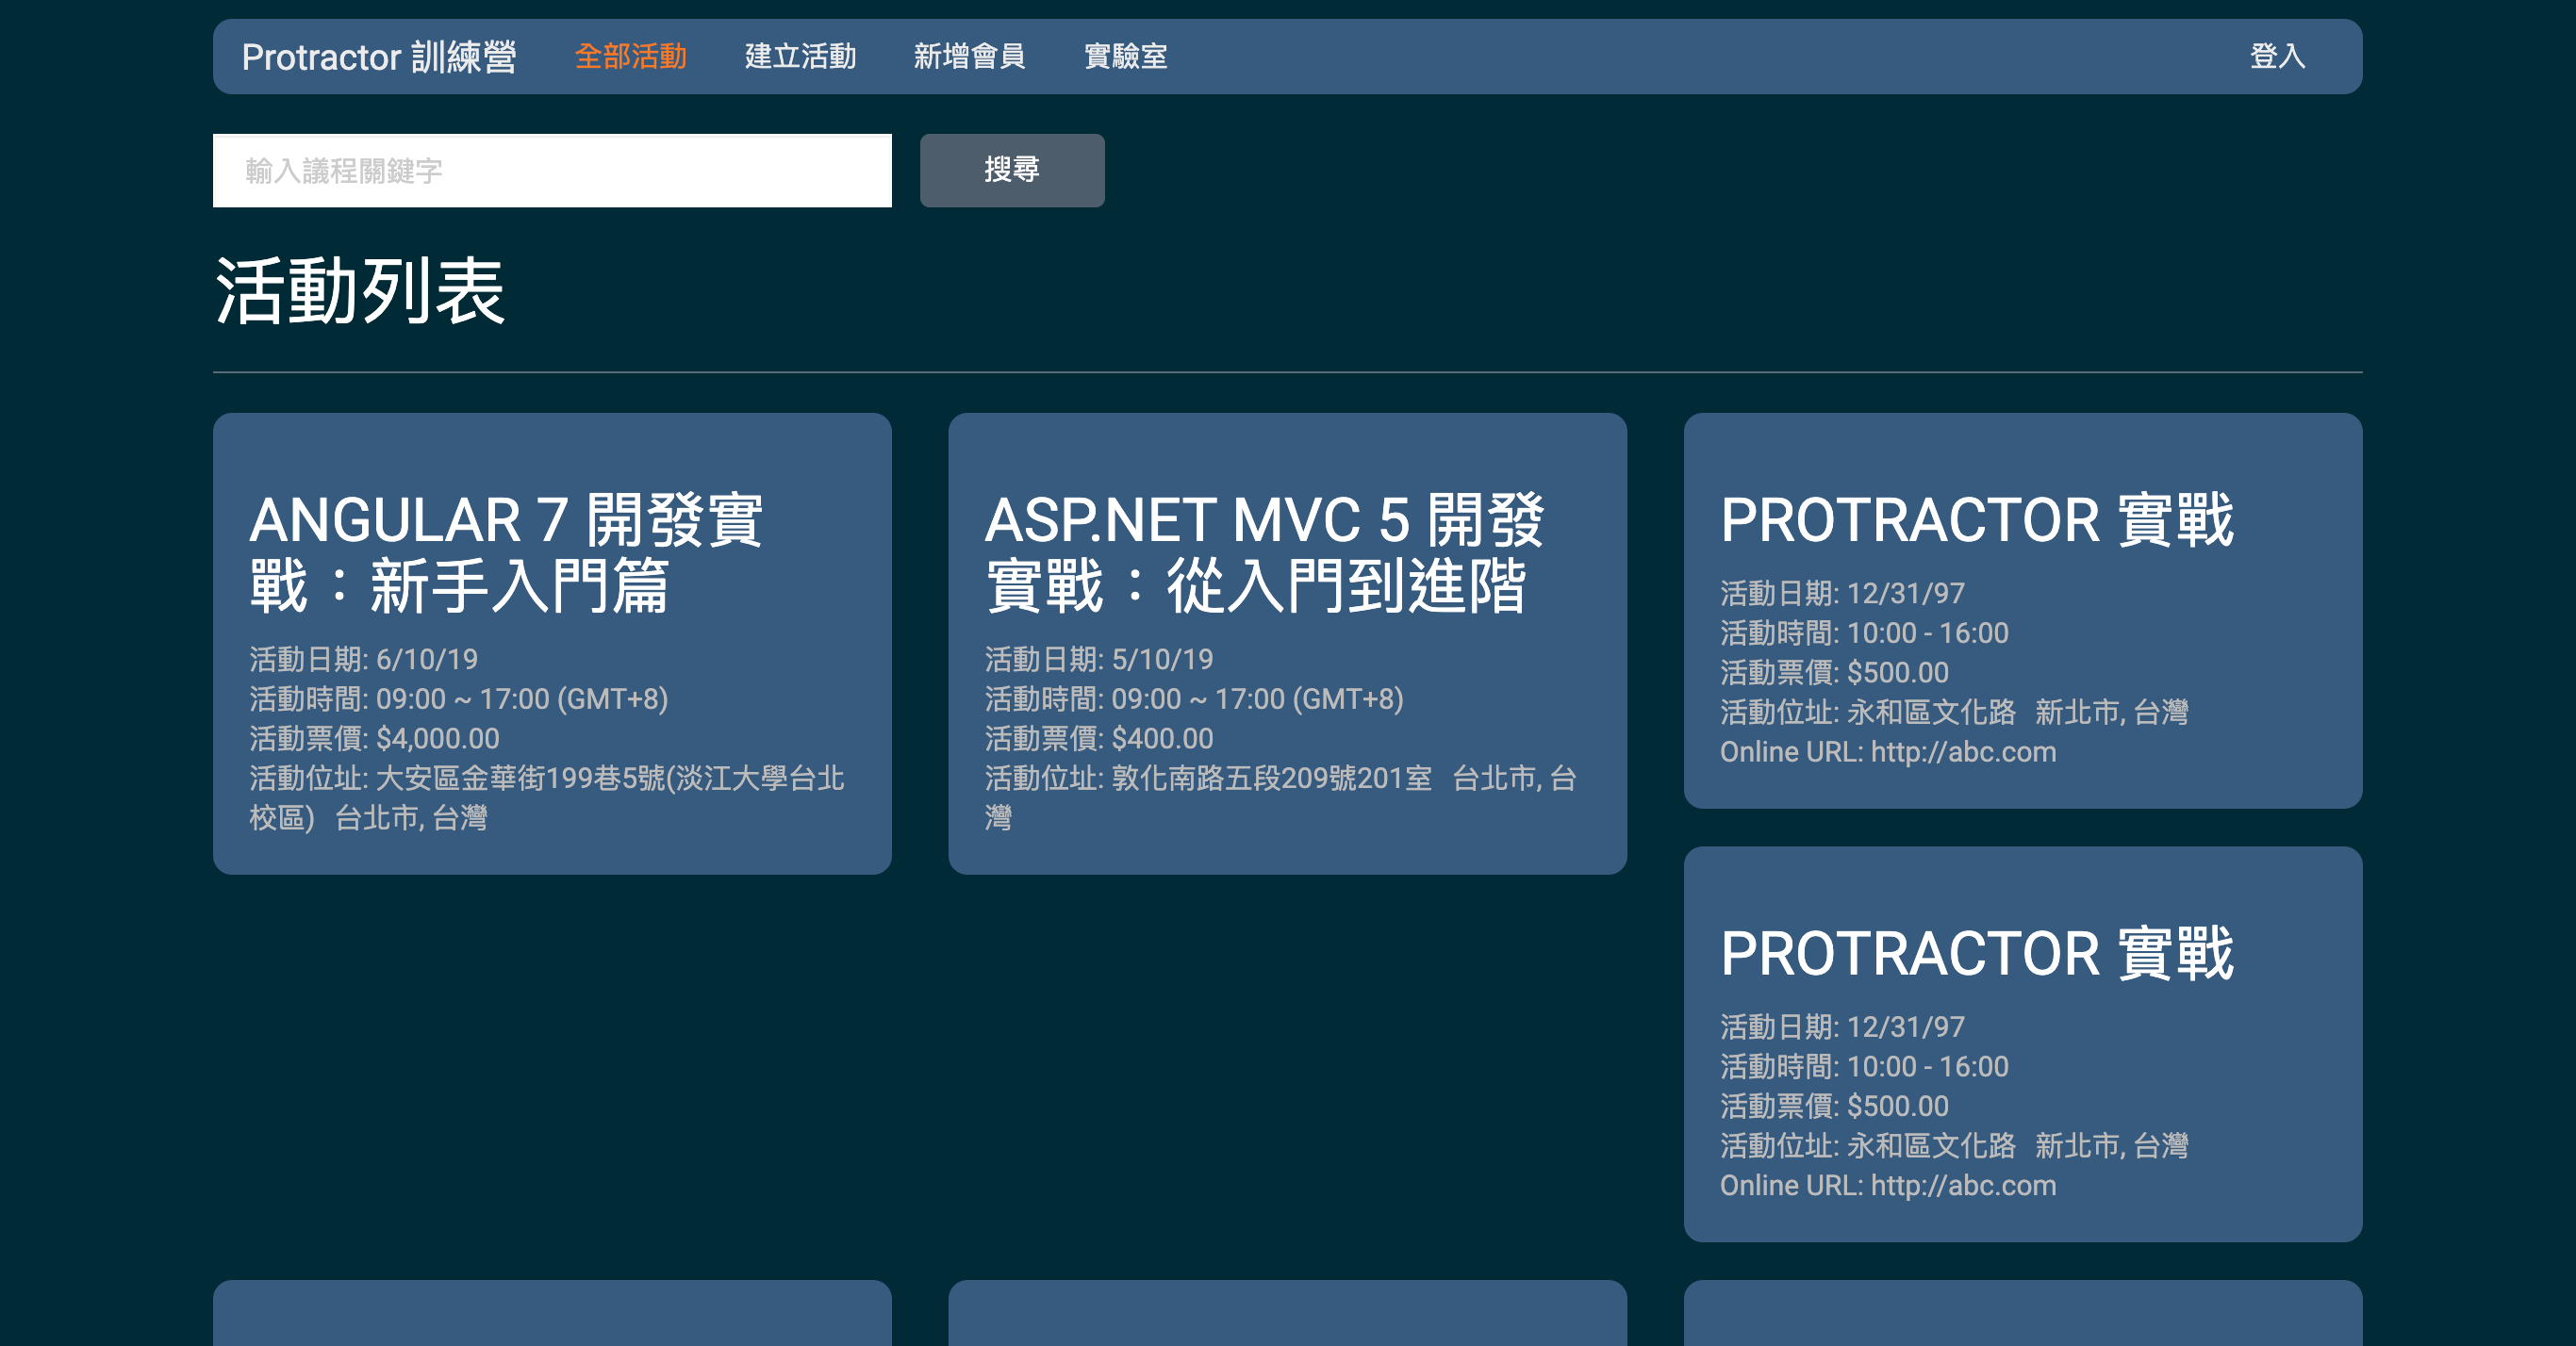 Protractor 訓練營 全部活動 建立活動 新增會員 實驗室 登入
輸入議程關鍵字 搜尋
活動列表
ANGULAR 7 開發實
戰：新手入門篇
活動日期: 6/10/19
活動時間: 09:00 ~ 17:00 (GMT+8)
活動票價: $4,000.00
活動位址: 大安區金華街199巷5號(淡江大學台北
校區) 台北市, 台灣
ASP.NET MVC 5 開發
實戰：從入門到進階
活動日期: 5/10/19
活動時間: 09:00 ~ 17:00 (GMT+8)
活動票價: $400.00
活動位址: 敦化南路五段209號201室 台北市, 台
灣
PROTRACTOR 實戰
活動日期: 12/31/97
活動時間: 10:00 - 16:00
活動票價: $500.00
活動位址: 永和區文化路 新北市, 台灣
Online URL: http://abc.com
PROTRACTOR 實戰
活動日期: 12/31/97
活動時間: 10:00 - 16:00
活動票價: $500.00
活動位址: 永和區文化路 新北市, 台灣
Online URL: http://abc.com